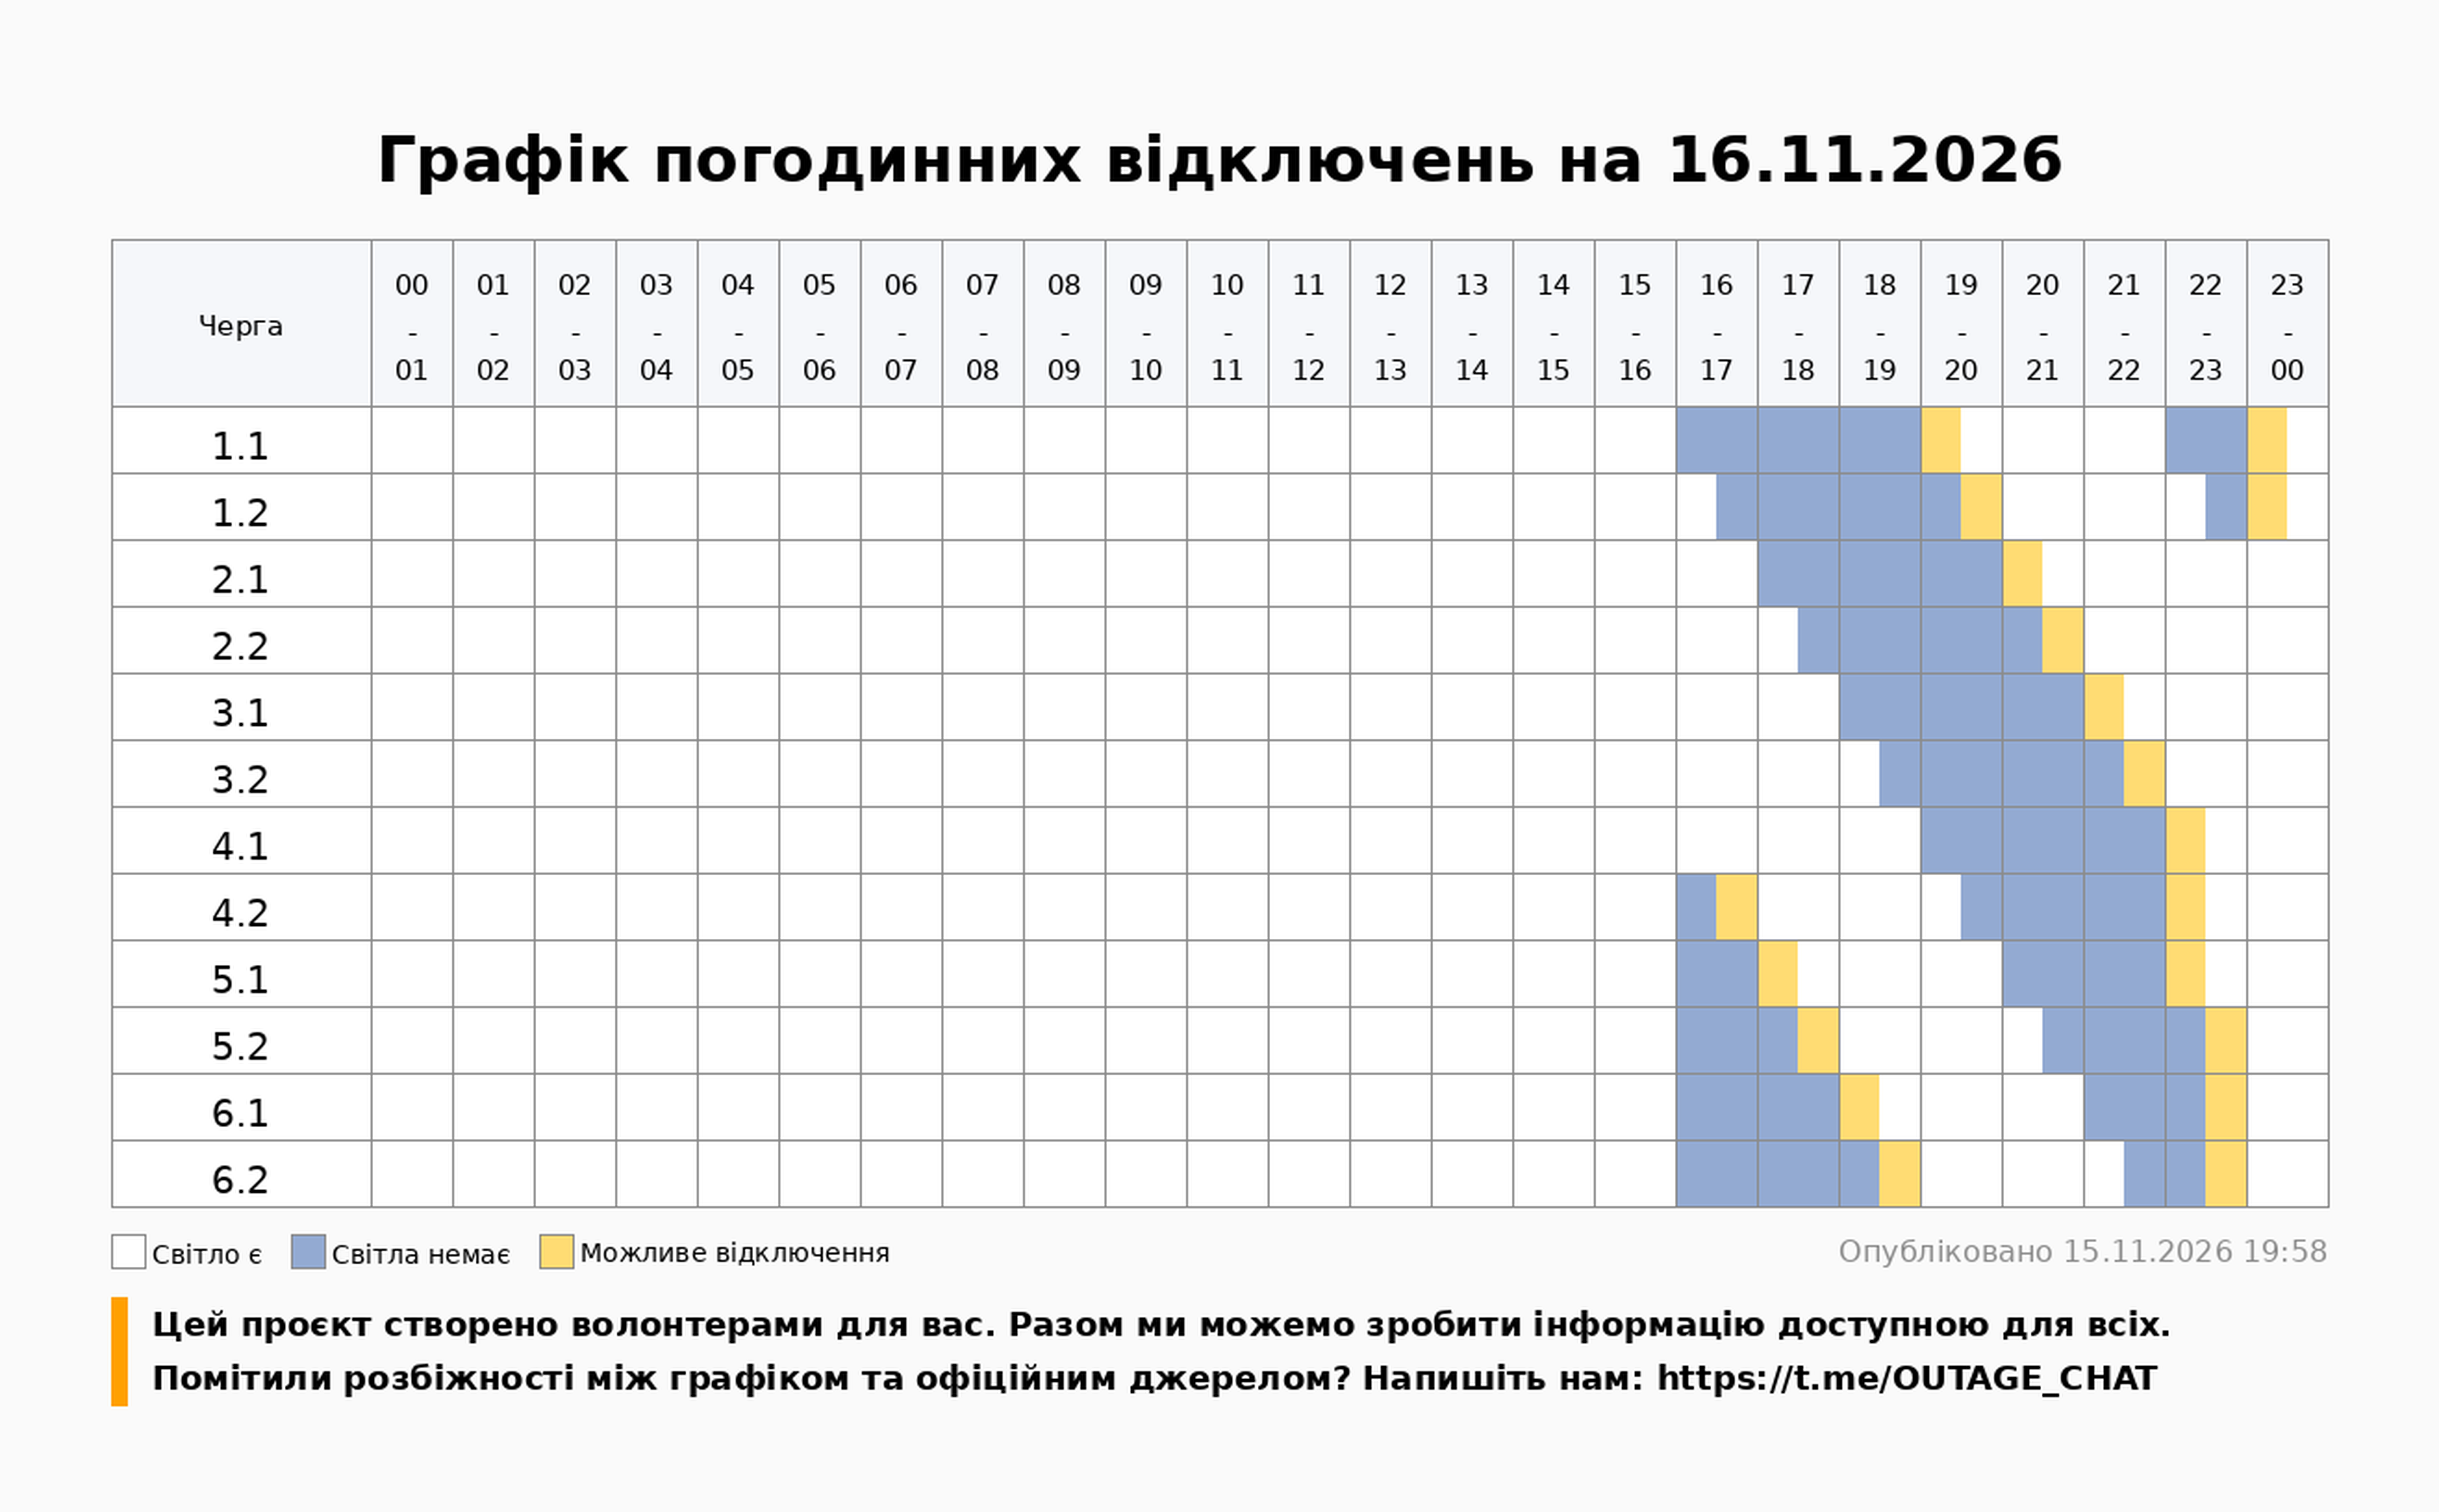 Графік погодинних відключень на 16.11.2026
Черга 00 - 01 01 - 02 02 - 03 03 - 04 04 - 05 05 - 06 06 - 07 07 - 08 08 - 09 09 - 10 10 - 11 11 - 12 12 - 13 13 - 14 14 - 15 15 - 16 16 - 17 17 - 18 18 - 19 19 - 20 20 - 21 21 - 22 22 - 23 23 - 00
1.1
1.2
2.1
2.2
3.1
3.2
4.1
4.2
5.1
5.2
6.1
6.2
Світло є Світла немає Можливе відключення Опубліковано 15.11.2026 19:58
Цей проєкт створено волонтерами для вас. Разом ми можемо зробити інформацію доступною для всіх.
Помітили розбіжності між графіком та офіційним джерелом? Напишіть нам: https://t.me/OUTAGE_CHAT